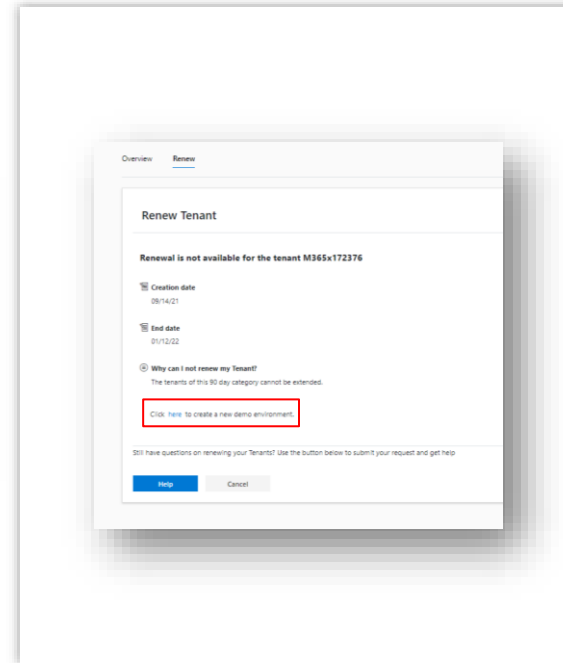 Overview Renew
Renew Tenant
Renewal is not available for the tenant M365x172376
Creation date
09/14/21
End date
01/12/22
Why can I not renew my Tenant?
The tenants of this 90 day category cannot be extended.
Click here to create a new demo environment.
Still have questions on renewing your Tenants? Use the button below to submit your request and get help
Help Cancel